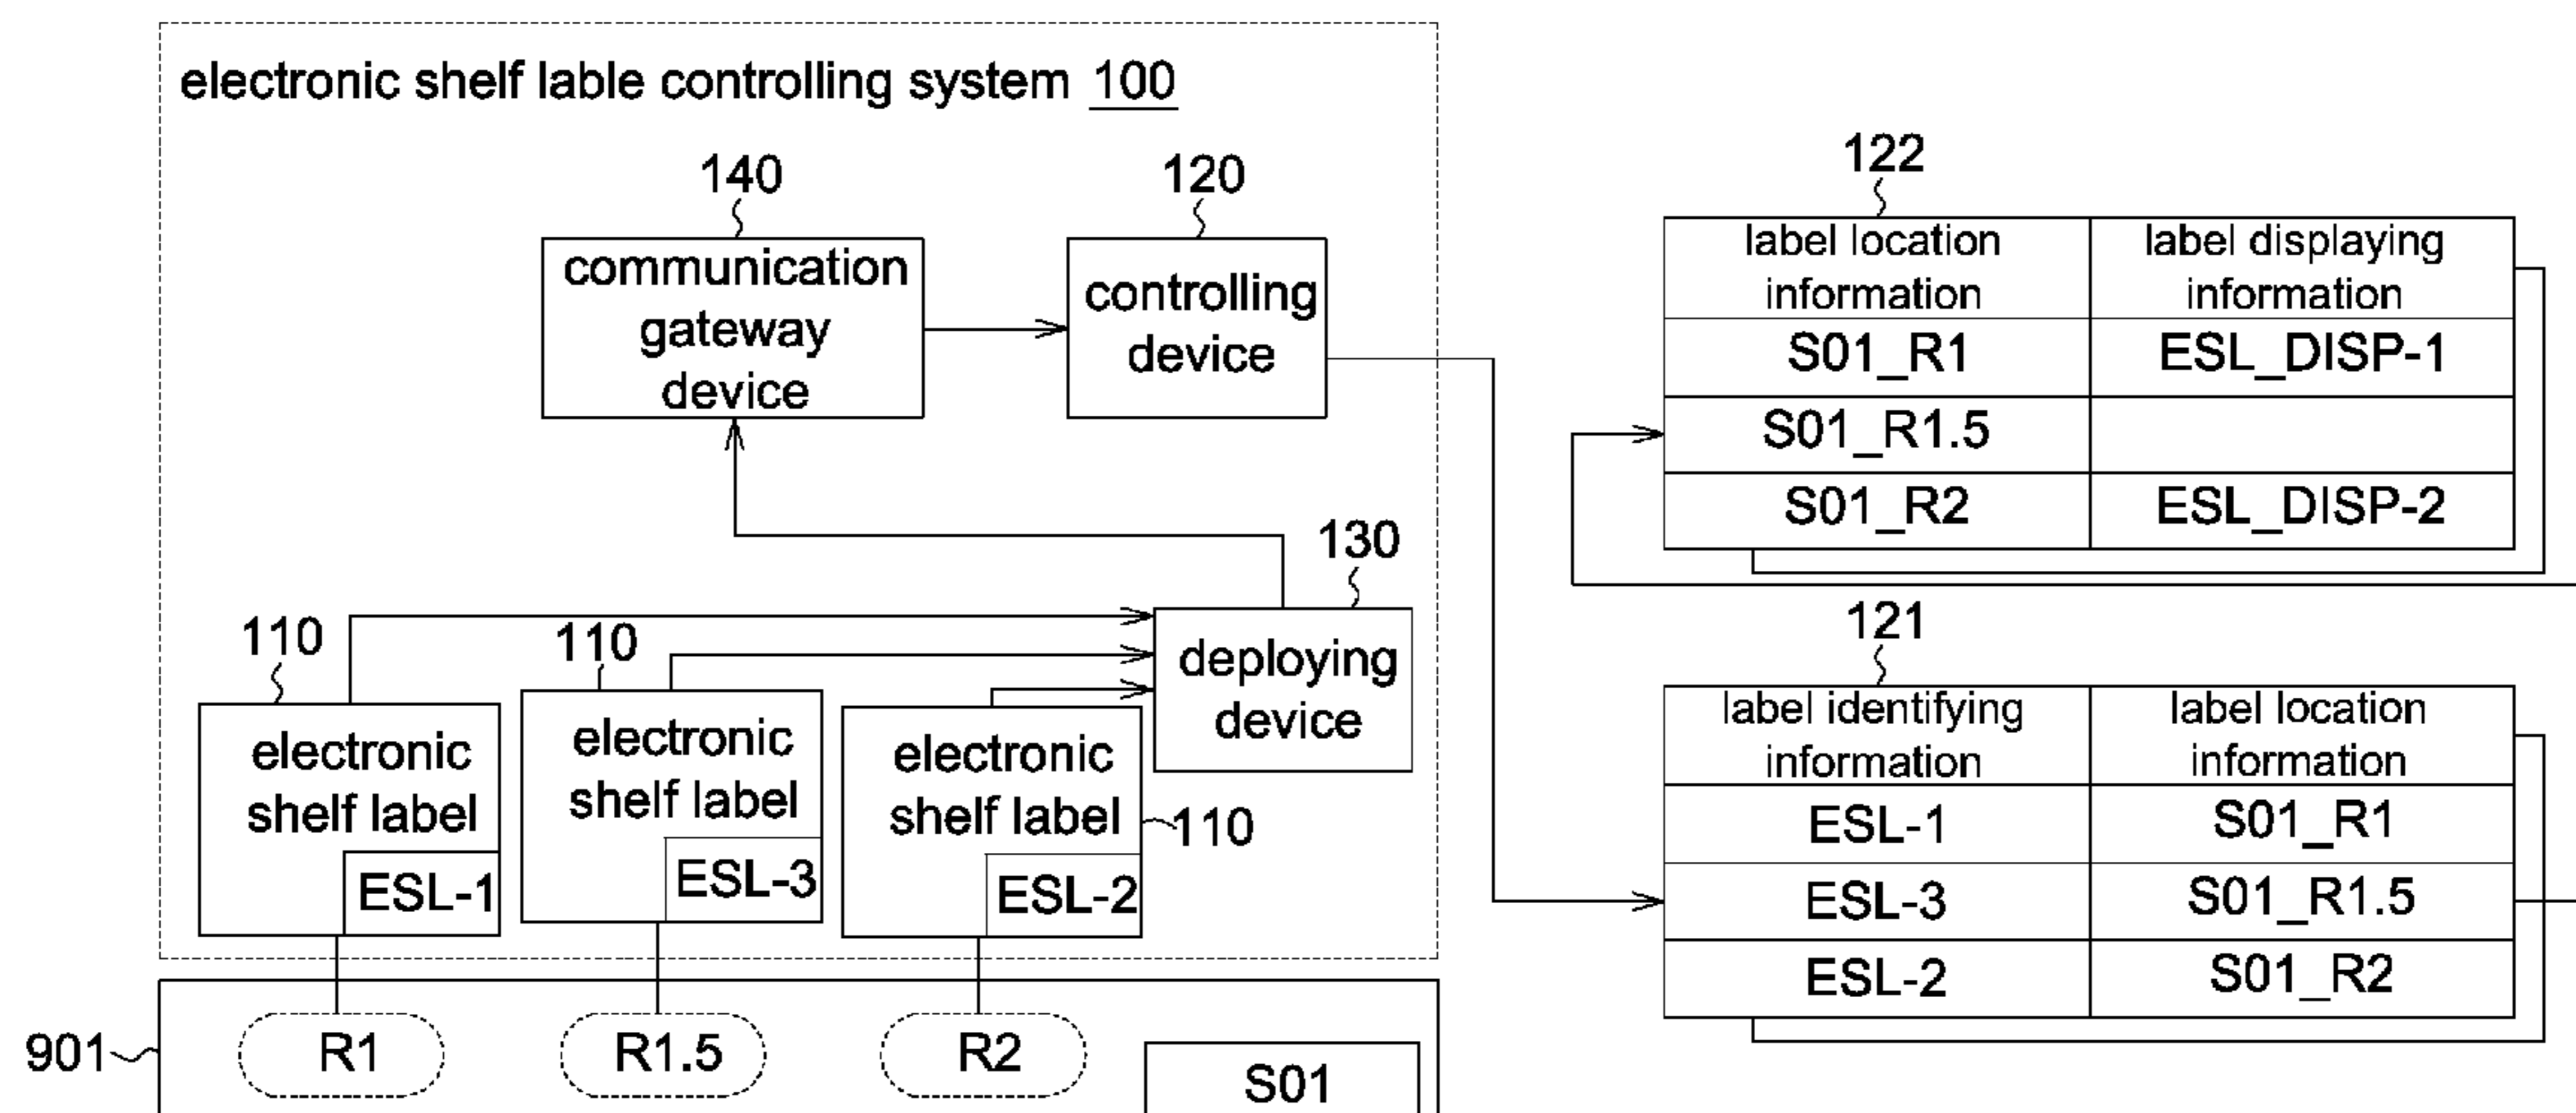 electronic shelf lable controlling system 100
140
120
communication
gateway
device
controlling
device
130
deploying
device
110
electronic
shelf label
ESL-1
110
electronic
shelf label
ESL-3
electronic
shelf label
110
ESL-2
901
R1
R1.5
R2
S01
122
label location
information
label displaying
information
S01_R1
ESL_DISP-1
S01_R1.5
S01_R2
ESL_DISP-2
121
label identifying
information
label location
information
ESL-1
S01_R1
ESL-3
S01_R1.5
ESL-2
S01_R2